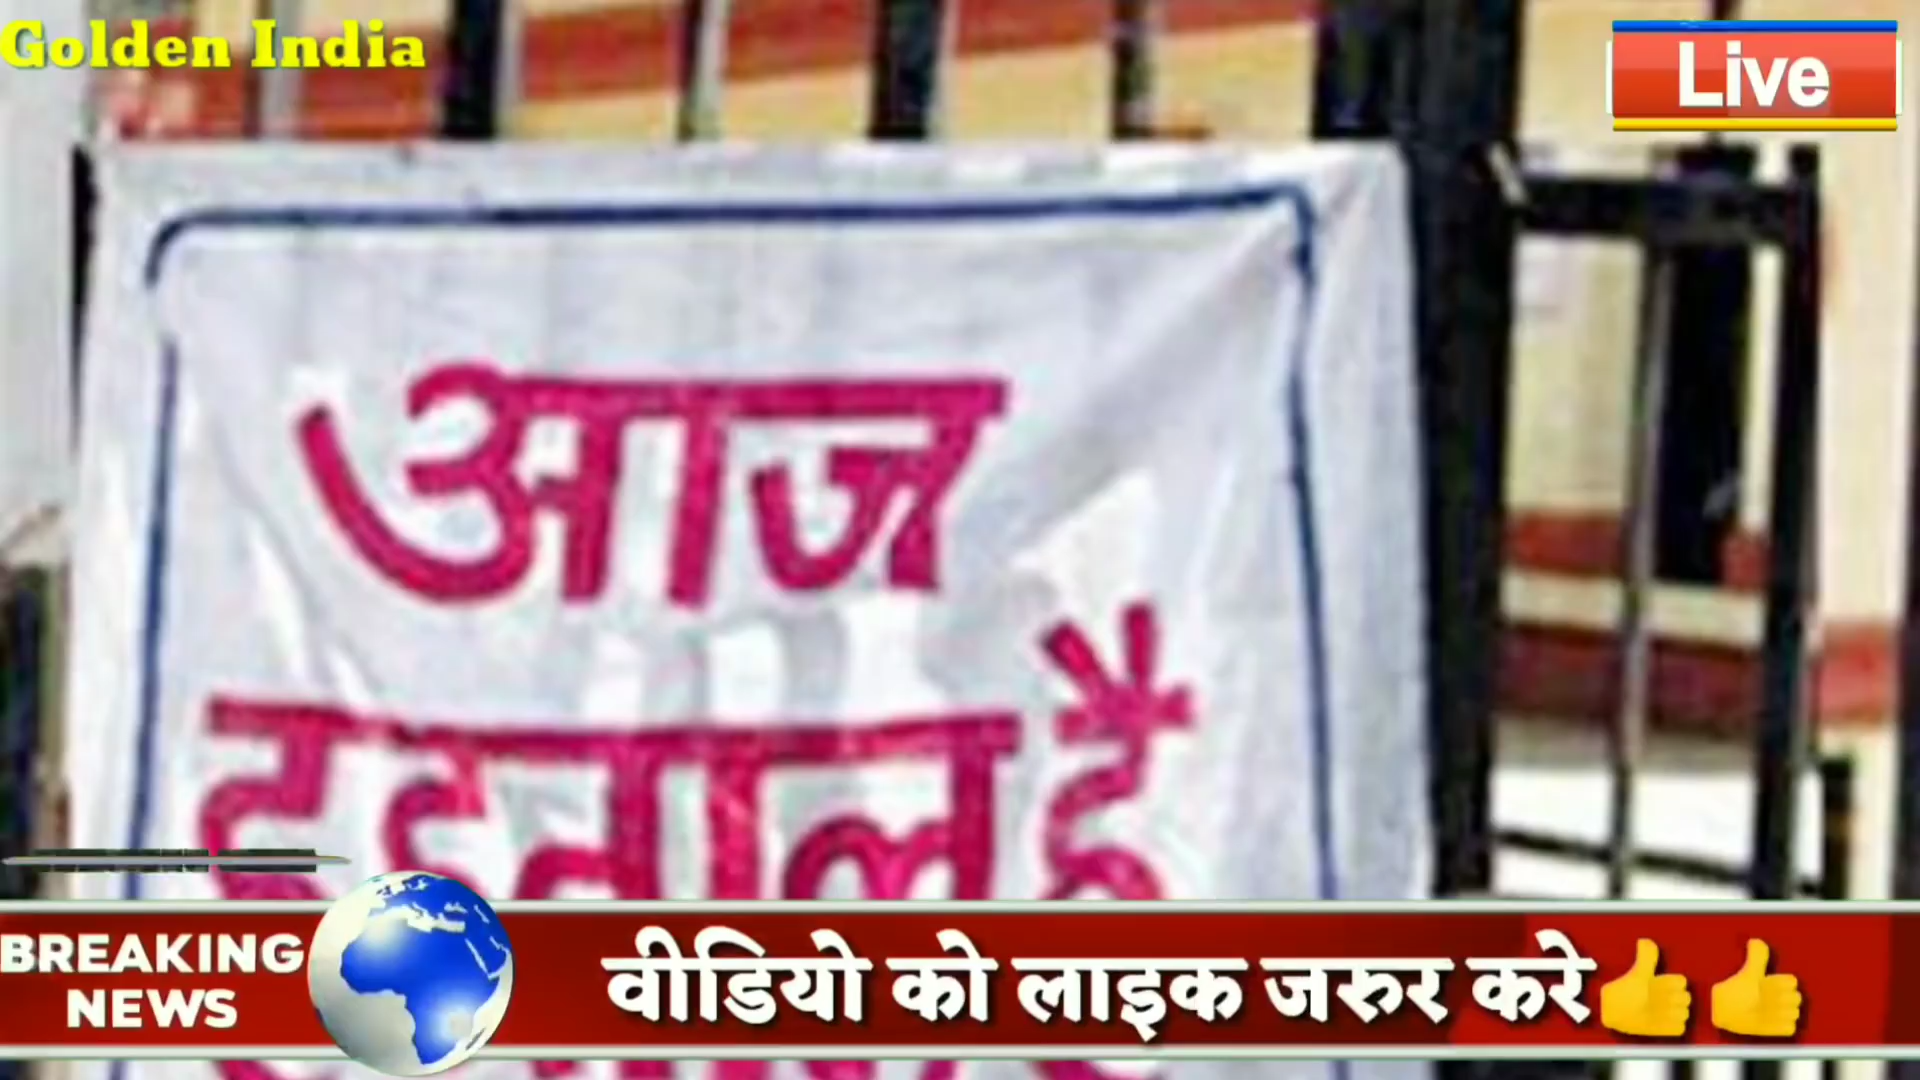 Golden India
Live
आज
हड़ताल है
BREAKING
NEWS
वीडियो को लाइक जरुर करे👍👍